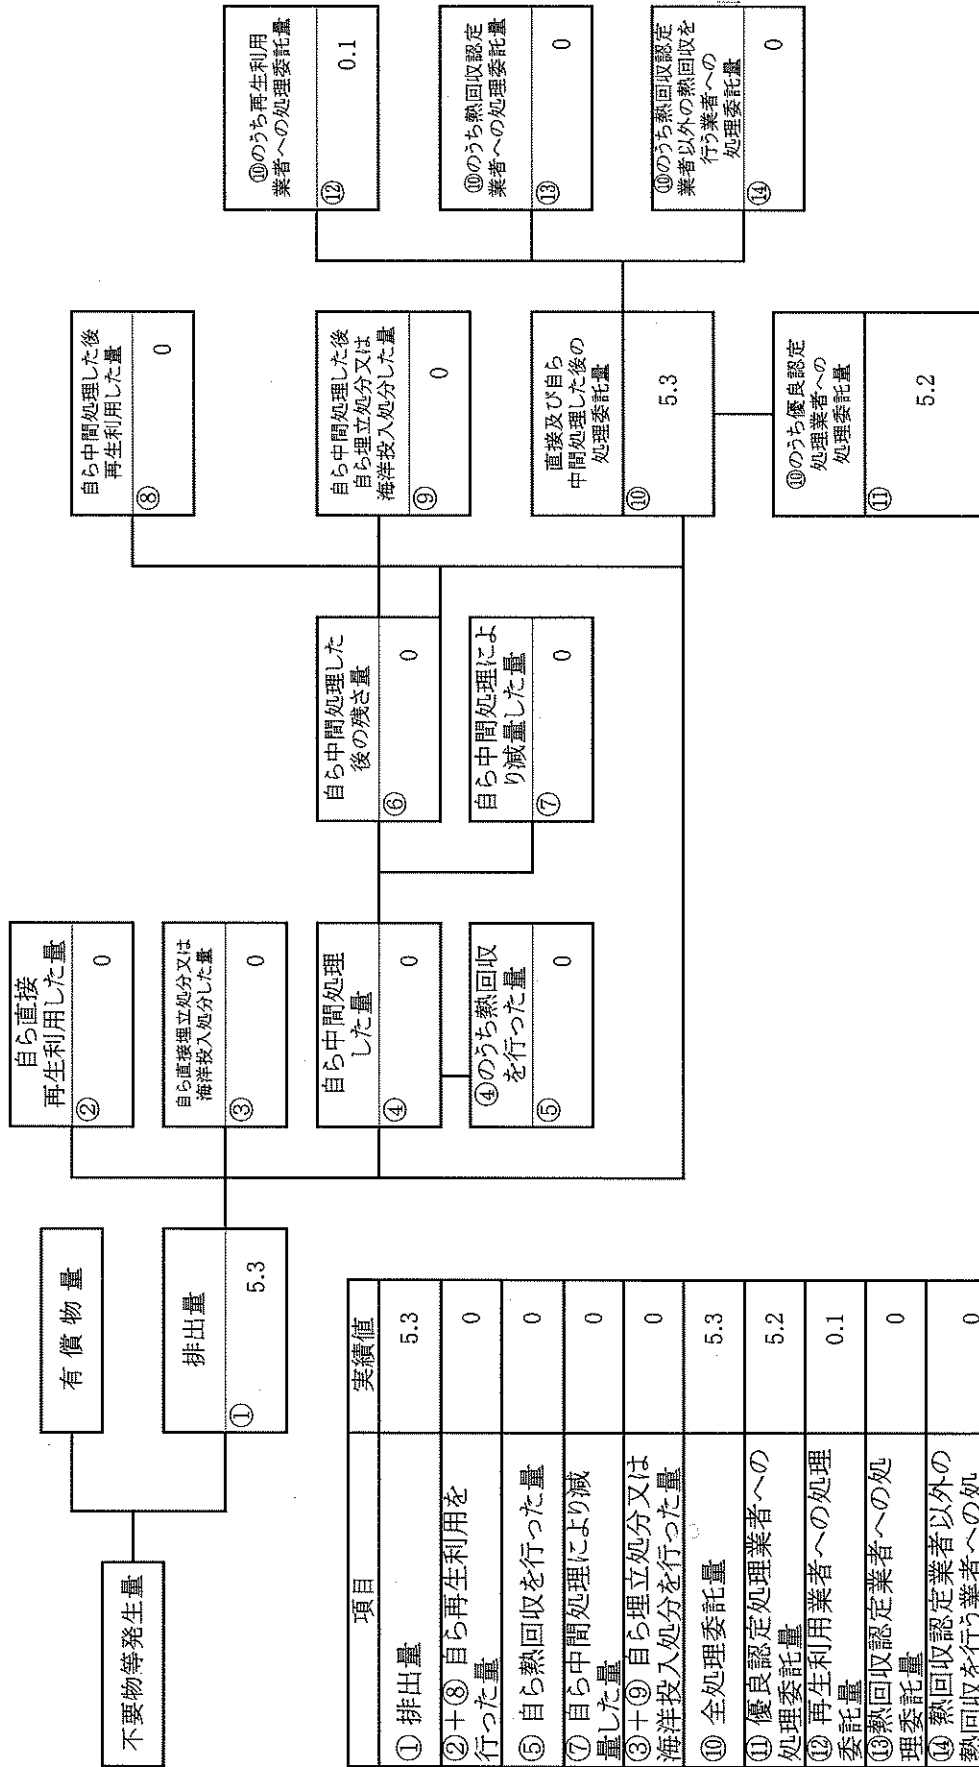 不要物等発生量
有償物量
排出量
① 5.3
自ら直接
再生利用した量
② 0
自ら直接埋立処分又は
海洋投入処分した量
③ 0
自ら中間処理
した量
④ 0
④のうち熱回収
を行った量
⑤ 0
自ら中間処理した
後の残さ量
⑥ 0
自ら中間処理によ
り減量した量
⑦ 0
自ら中間処理した後
再生利用した量
⑧ 0
自ら中間処理した後
自ら埋立処分又は
海洋投入処分した量
⑨ 0
直接及び自ら
中間処理した後の
処理委託量
⑩ 5.3
⑩のうち優良認定
処理業者への
処理委託量
⑪ 5.2
⑩のうち再生利用
業者への処理委託量
⑫ 0.1
⑩のうち熱回収認定
業者への処理委託量
⑬ 0
⑩のうち熱回収認定
業者以外の熱回収を
行う業者への
処理委託量
⑭ 0
項目 実績値
①排出量 5.3
②+⑧ 自ら再生利用を
行った量 0
⑤ 自ら熱回収を行った量 0
⑦ 自ら中間処理により減
量した量 0
③+⑨ 自ら埋立処分又は
海洋投入処分を行った量 0
⑩ 全処理委託量 5.3
⑪ 優良認定処理業者への
処理委託量 5.2
⑫ 再生利用業者への処理
委託量 0.1
⑬熱回収認定業者への処
理委託量 0
⑭ 熱回収認定業者以外の
熱回収を行う業者への処 0